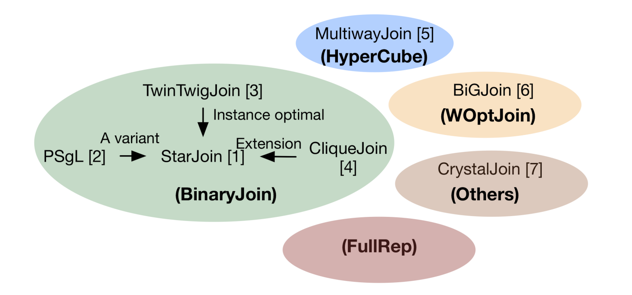 MultiwayJoin [5]
(HyperCube)
TwinTwigJoin [3]
BiGJoin [6]
(WOptJoin)
Instance optimal
A variant
Extension
PSgL [2]
StarJoin [1]
CliqueJoin
[4]
(BinaryJoin)
CrystalJoin [7]
(Others)
(FullRep)